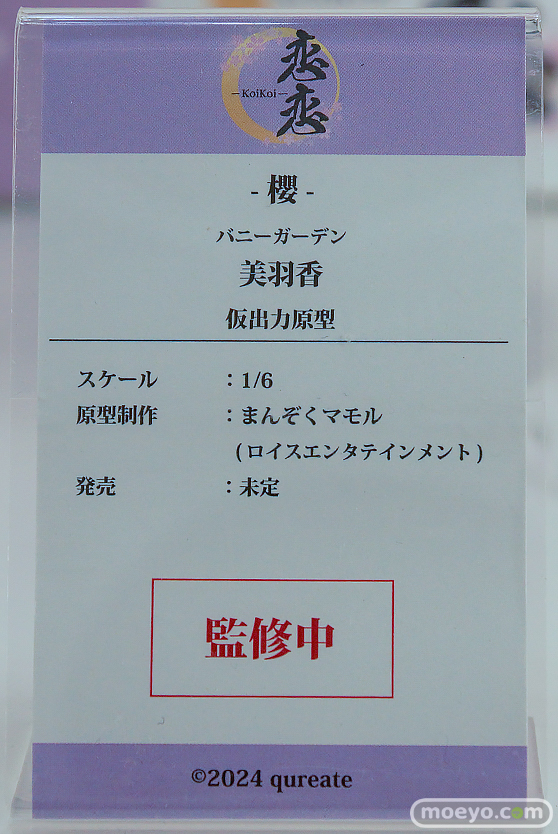 恋恋
—KoiKoi—
- 櫻 -
バニーガーデン
美羽香
仮出力原型
スケール ：1/6
原型制作 ：まんぞくマモル
(ロイスエンタテインメント)
発売 ：未定
監修中
©2024 qureate
moeyo.com